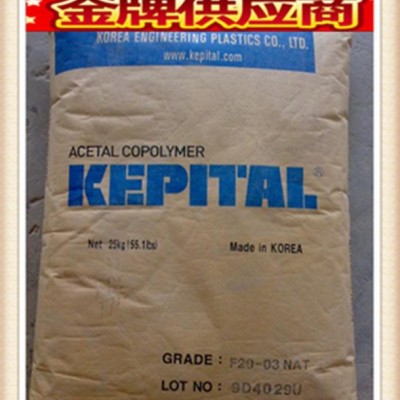 金牌供应商
KOREA ENGINEERING PLASTICS CO., LTD.
www.kepital.com
ACETAL COPOLYMER
KEPITAL®
Net 25kg(55.1lbs)
Made in KOREA
GRADE : F20-03 NAT
LOT NO : 9D4029U